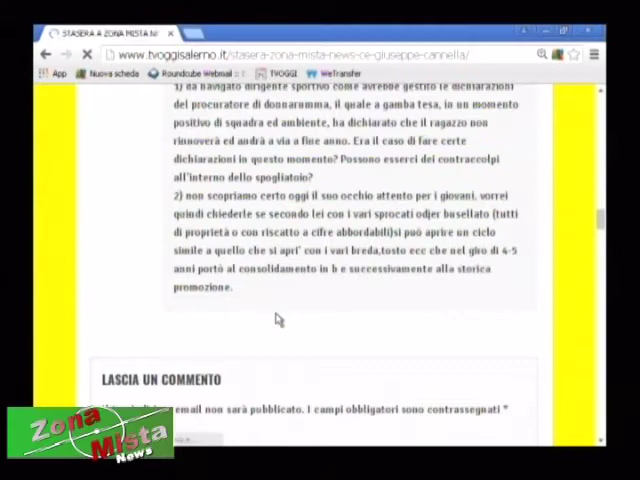 STASERA A ZONA MISTA N
www.tvoggisalerno.it/stasera-zona-mista-news-ce-giuseppe-cannella/
App Nuova scheda Roundcube Webmail :: TVOGGI WeTransfer
1) da navigato dirigente sportivo come avrebbe gestito le dichiarazioni
del procuratore di donnarumma, il quale a gamba tesa, in un momento
positivo di squadra ed ambiente, ha dichiarato che il ragazzo non
rinnoverà ed andrà a via a fine anno. Era il caso di fare certe
dichiarazioni in questo momento? Possono esserci dei contraccolpi
all'interno dello spogliatoio?
2) non scopriamo certo oggi il suo occhio attento per i giovani, vorrei
quindi chiederle se secondo lei con i vari sprocati odjer busellato (tutti
di proprietà o con riscatto a cifre abbordabili)si può aprire un ciclo
simile a quello che si apri' con i vari breda,tosto ecc che nel giro di 4-5
anni portò al consolidamento in b e successivamente alla storica
promozione.
LASCIA UN COMMENTO
email non sarà pubblicato. I campi obbligatori sono contrassegnati *
Zona
Mista
News